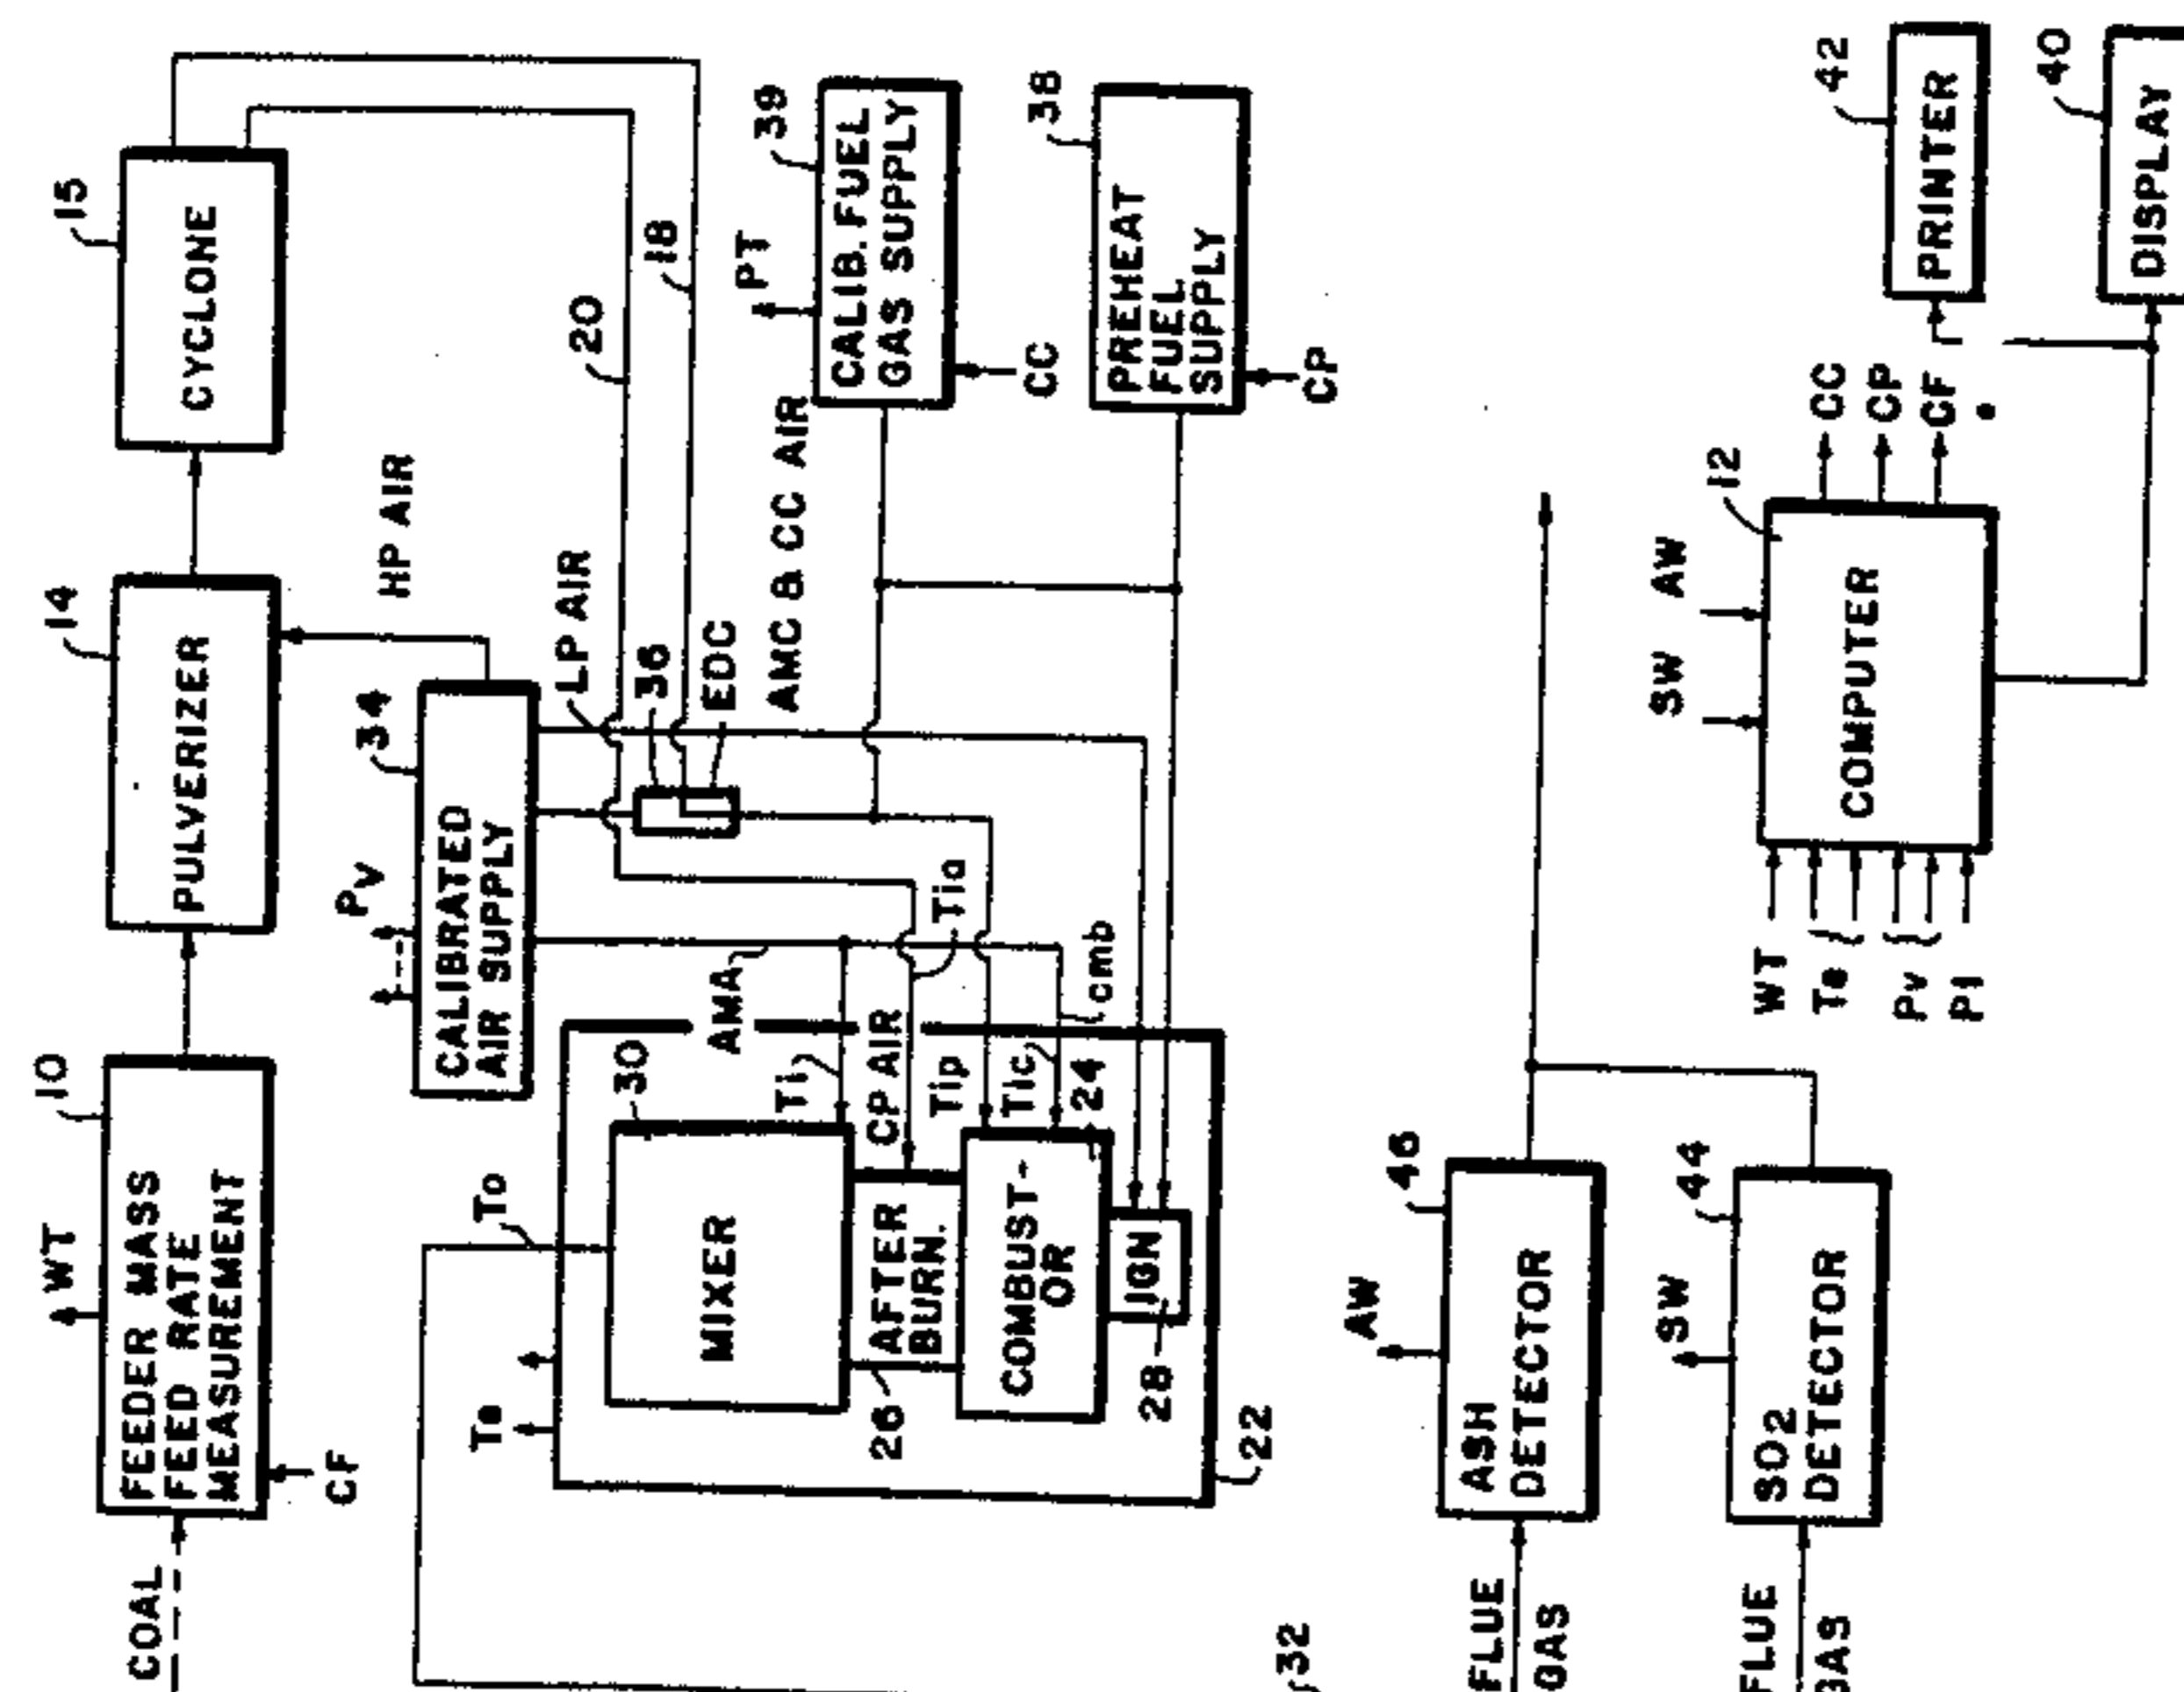 COAL
CF
FEEDER MASS
FEED RATE
MEASUREMENT
WT
10
PULVERIZER
14
CYCLONE
15
HP AIR
CALIBRATED
AIR SUPPLY
34
Pv
LP AIR
20
18
36
EDC
AMC & CC AIR
PT
39
CALIB. FUEL
GAS SUPPLY
CC
38
PREHEAT
FUEL
SUPPLY
CP
To
Te
30
MIXER
AMA
Ti
CP AIR
Tia
Tip
Tic
cmb
24
AFTER
BURN.
26
COMBUST-
OR
IGN
28
22
32
FLUE
GAS
ASH
DETECTOR
AW
46
FLUE
GAS
SO2
DETECTOR
SW
44
WT
Te
Pv
SW
AW
COMPUTER
12
CC
CP
CF
PRINTER
42
DISPLAY
40